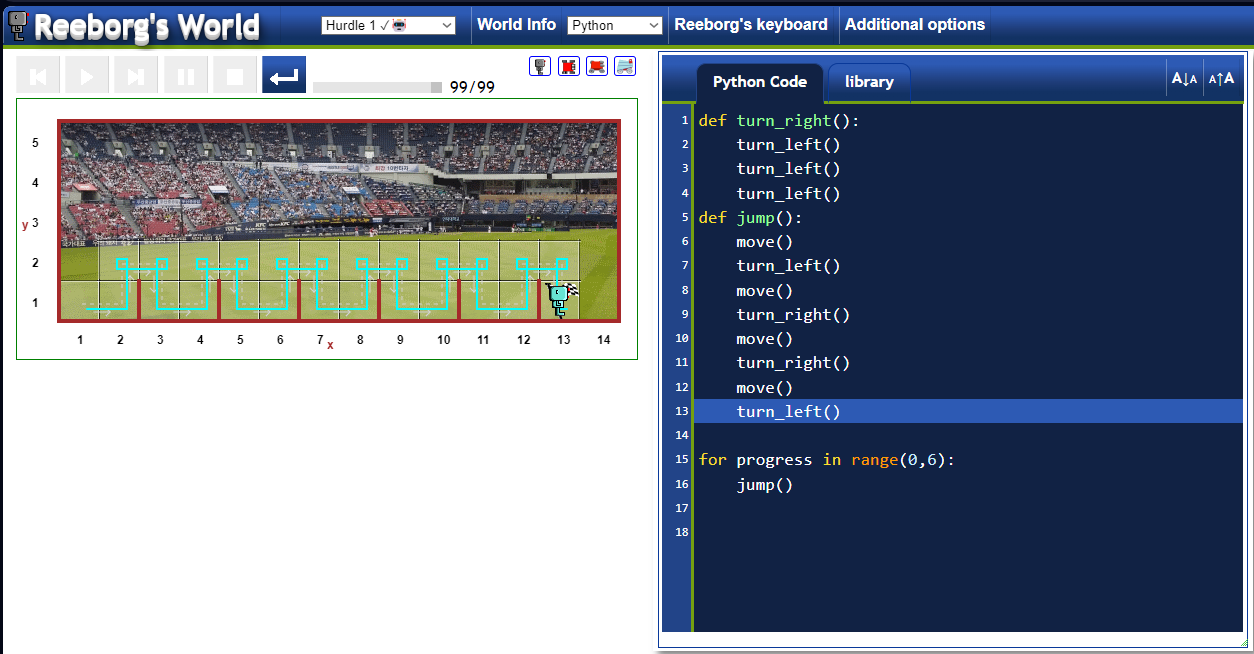 Reeborg's World
Hurdle 1 ✓
World Info
Python
Reeborg's keyboard
Additional options
99/99
5
4
y 3
2
1
1 2 3 4 5 6 7 x 8 9 10 11 12 13 14
Python Code
library
A↓A
A↑A
1 def turn_right():
2     turn_left()
3     turn_left()
4     turn_left()
5 def jump():
6     move()
7     turn_left()
8     move()
9     turn_right()
10     move()
11     turn_right()
12     move()
13     turn_left()
14
15 for progress in range(0,6):
16     jump()
17
18